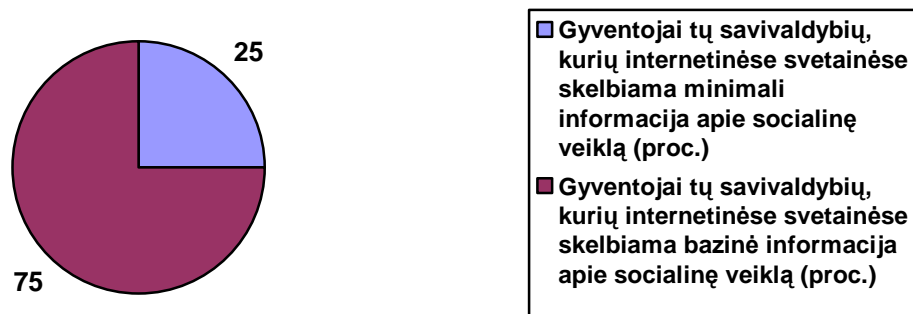 25
75
Gyventojai tų savivaldybių,
kurių internetinėse svetainėse
skelbiama minimali
informacija apie socialinę
veiklą (proc.)
Gyventojai tų savivaldybių,
kurių internetinėse svetainėse
skelbiama bazinė informacija
apie socialinę veiklą (proc.)